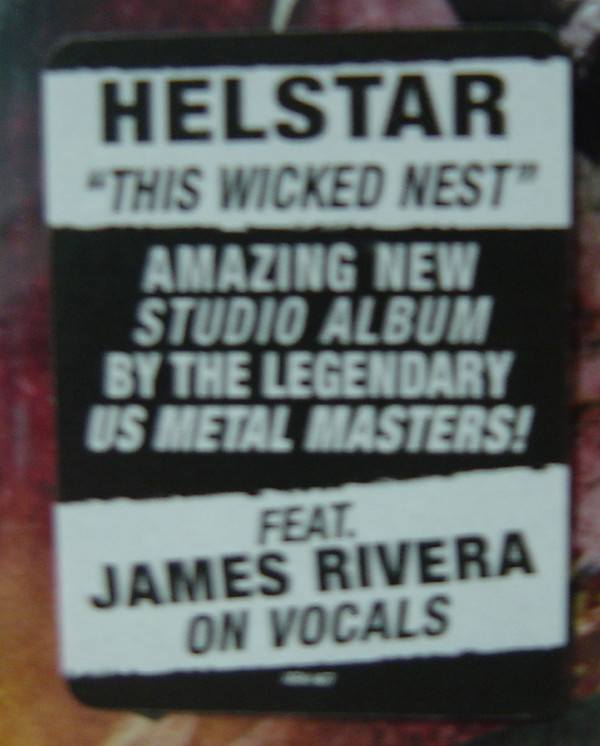 HELSTAR
"THIS WICKED NEST"
AMAZING NEW
STUDIO ALBUM
BY THE LEGENDARY
US METAL MASTERS!
FEAT.
JAMES RIVERA
ON VOCALS